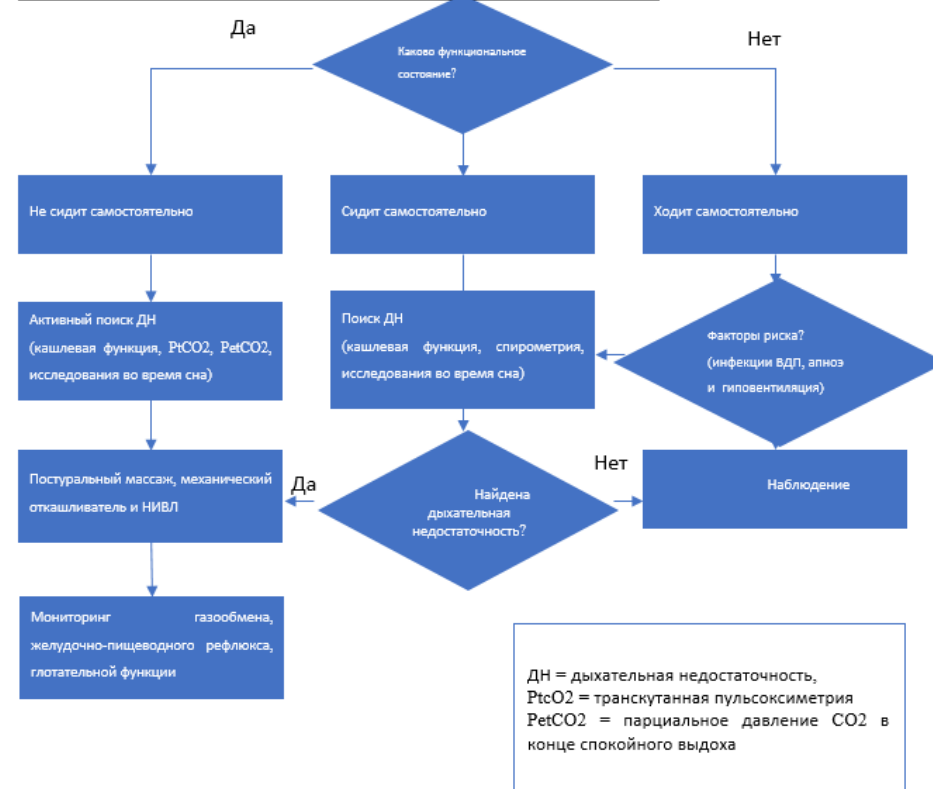 Да
Нет
Каково функциональное
состояние?
Не сидит самостоятельно
Сидит самостоятельно
Ходит самостоятельно
Активный поиск ДН
(кашлевая функция, PtCO2, PetCO2,
исследования во время сна)
Поиск ДН
(кашлевая функция, спирометрия,
исследования во время сна)
Факторы риска?
(инфекции ВДП, апноэ
и гиповентиляция)
Постуральный массаж, механический
откашливатель и НИВЛ
Да
Найдена
дыхательная
недостаточность?
Нет
Наблюдение
Мониторинг газообмена,
желудочно-пищеводного рефлюкса,
глотательной функции
ДН = дыхательная недостаточность,
PtcO2 = транскутанная пульсоксиметрия
PetCO2 = парциальное давление CO2 в
конце спокойного выдоха